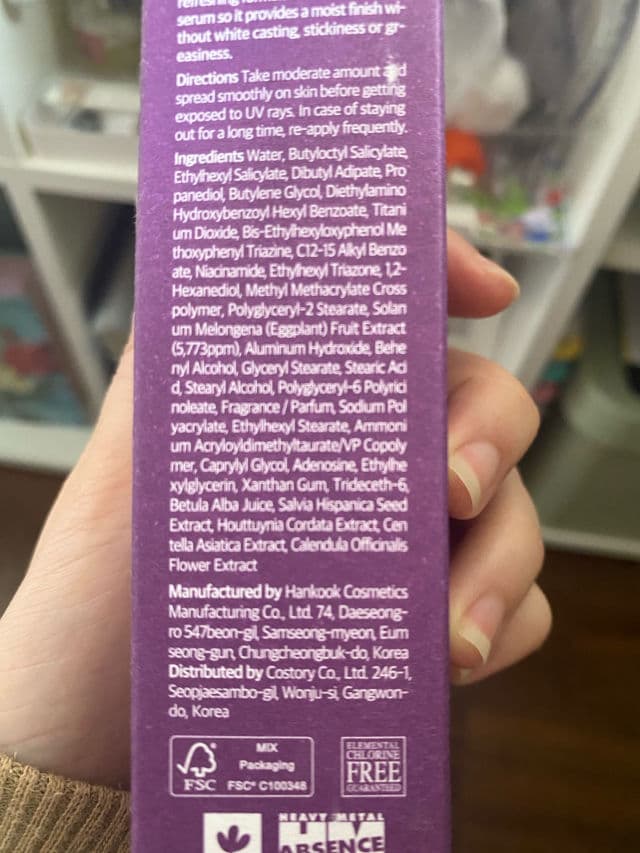 refreshing
serum so it provides a moist finish wi-
thout white casting, stickiness or gr-
easiness.
Directions Take moderate amount and
spread smoothly on skin before getting
exposed to UV rays. In case of staying
out for a long time, re-apply frequently.
Ingredients Water, Butyloctyl Salicylate,
Ethylhexyl Salicylate, Dibutyl Adipate, Pro
panediol, Butylene Glycol, Diethylamino
Hydroxybenzoyl Hexyl Benzoate, Titani
um Dioxide, Bis-Ethylhexyloxyphenol Me
thoxyphenyl Triazine, C12-15 Alkyl Benzo
ate, Niacinamide, Ethylhexyl Triazone, 1,2-
Hexanediol, Methyl Methacrylate Cross
polymer, Polyglyceryl-2 Stearate, Solan
um Melongena (Eggplant) Fruit Extract
(5,773ppm), Aluminum Hydroxide, Behe
nyl Alcohol, Glyceryl Stearate, Stearic Aci
d, Stearyl Alcohol, Polyglyceryl-6 Polyrici
noleate, Fragrance / Parfum, Sodium Pol
yacrylate, Ethylhexyl Stearate, Ammoni
um Acryloyldimethyltaurate/VP Copoly
mer, Caprylyl Glycol, Adenosine, Ethylhe
xylglycerin, Xanthan Gum, Trideceth-6,
Betula Alba Juice, Salvia Hispanica Seed
Extract, Houttuynia Cordata Extract, Cen
tella Asiatica Extract, Calendula Officinalis
Flower Extract
Manufactured by Hankook Cosmetics
Manufacturing Co., Ltd. 74, Daeseong-
ro 547beon-gil, Samseong-myeon, Eum
seong-gun, Chungcheongbuk-do, Korea
Distributed by Costory Co., Ltd. 246-1,
Seopjaesambo-gil, Wonju-si, Gangwon-
do, Korea
FSC
MIX
Packaging
FSC® C100348
ELEMENTAL
CHLORINE
FREE
GUARANTEED
HEAVY METAL
HM
ABSENCE